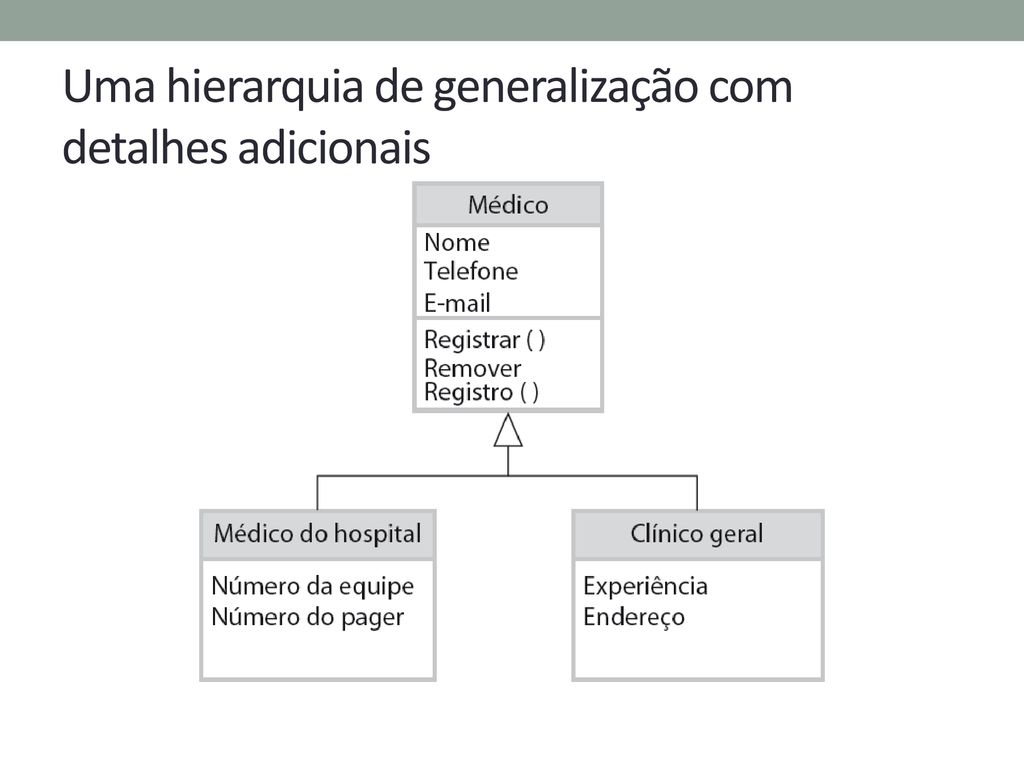 Uma hierarquia de generalização com
detalhes adicionais
Médico
Nome
Telefone
E-mail
Registrar ( )
Remover
Registro ( )
Médico do hospital
Número da equipe
Número do pager
Clínico geral
Experiência
Endereço